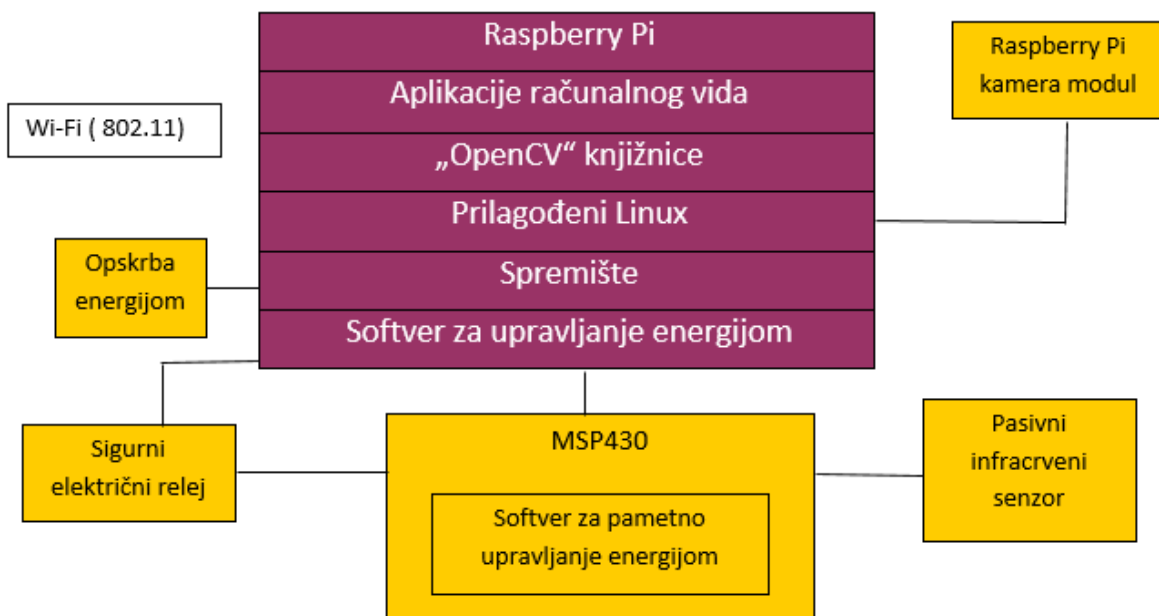 Raspberry Pi
Aplikacije računalnog vida
„OpenCV“ knjižnice
Prilagođeni Linux
Spremište
Softver za upravljanje energijom
Raspberry Pi
kamera modul
Wi-Fi ( 802.11)
Opskrba
energijom
Sigurni
električni relej
MSP430
Softver za pametno
upravljanje energijom
Pasivni
infracrveni
senzor